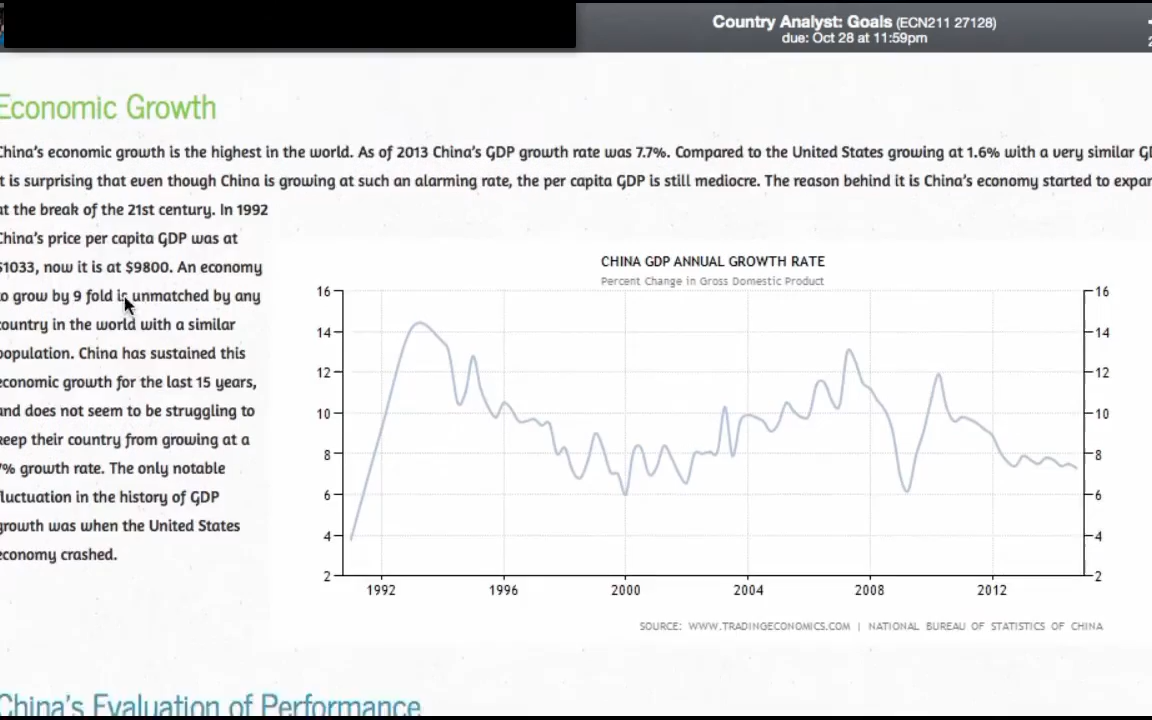 Country Analyst: Goals (ECN211 27128)
due: Oct 28 at 11:59pm
Economic Growth
China's economic growth is the highest in the world. As of 2013 China's GDP growth rate was 7.7%. Compared to the United States growing at 1.6% with a very similar
it is surprising that even though China is growing at such an alarming rate, the per capita GDP is still mediocre. The reason behind it is China's economy started to
at the break of the 21st century. In 1992
China's price per capita GDP was at
$1033, now it is at $9800. An economy
to grow by 9 fold is unmatched by any
country in the world with a similar
population. China has sustained this
economic growth for the last 15 years,
and does not seem to be struggling to
keep their country from growing at a
7% growth rate. The only notable
fluctuation in the history of GDP
growth was when the United States
economy crashed.
CHINA GDP ANNUAL GROWTH RATE
Percent Change in Gross Domestic Product
16 16
14 14
12 12
10 10
8 8
6 6
4 4
2 2
1992 1996 2000 2004 2008 2012
SOURCE: WWW.TRADINGECONOMICS.COM | NATIONAL BUREAU OF STATISTICS OF CHINA
China's Evaluation of Performance